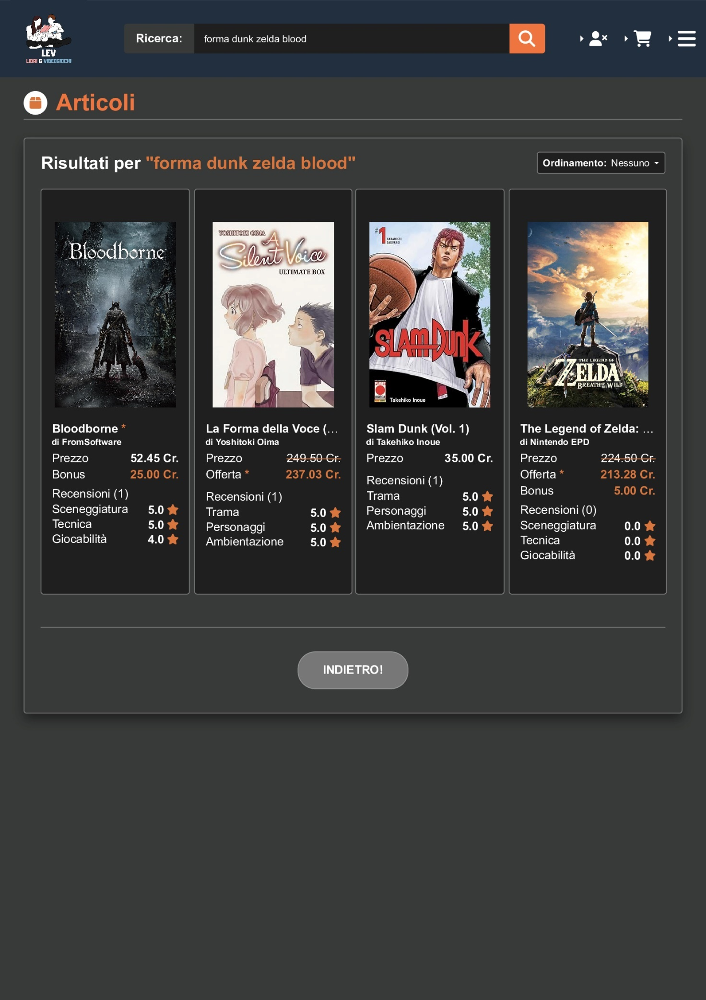 LEV
LIBRI & VIDEOGIOCHI
Ricerca: forma dunk zelda blood
Articoli
Risultati per "forma dunk zelda blood"
Ordinamento: Nessuno
Bloodborne
Bloodborne *
di FromSoftware
Prezzo 52.45 Cr.
Bonus 25.00 Cr.
Recensioni (1)
Sceneggiatura 5.0
Tecnica 5.0
Giocabilità 4.0
YOSHITOKI OIMA
A
Silent Voice
ULTIMATE BOX
La Forma della Voce (...
di Yoshitoki Oima
Prezzo 249.50 Cr.
Offerta * 237.03 Cr.
Recensioni (1)
Trama 5.0
Personaggi 5.0
Ambientazione 5.0
#1
HANAMICHI
SAKURAGI
SLAM DUNK
PLANET
manga
Takehiko Inoue
Slam Dunk (Vol. 1)
di Takehiko Inoue
Prezzo 35.00 Cr.
Recensioni (1)
Trama 5.0
Personaggi 5.0
Ambientazione 5.0
THE LEGEND OF
ZELDA
BREATH OF THE WILD
The Legend of Zelda: ...
di Nintendo EPD
Prezzo 224.50 Cr.
Offerta * 213.28 Cr.
Bonus 5.00 Cr.
Recensioni (0)
Sceneggiatura 0.0
Tecnica 0.0
Giocabilità 0.0
INDIETRO!